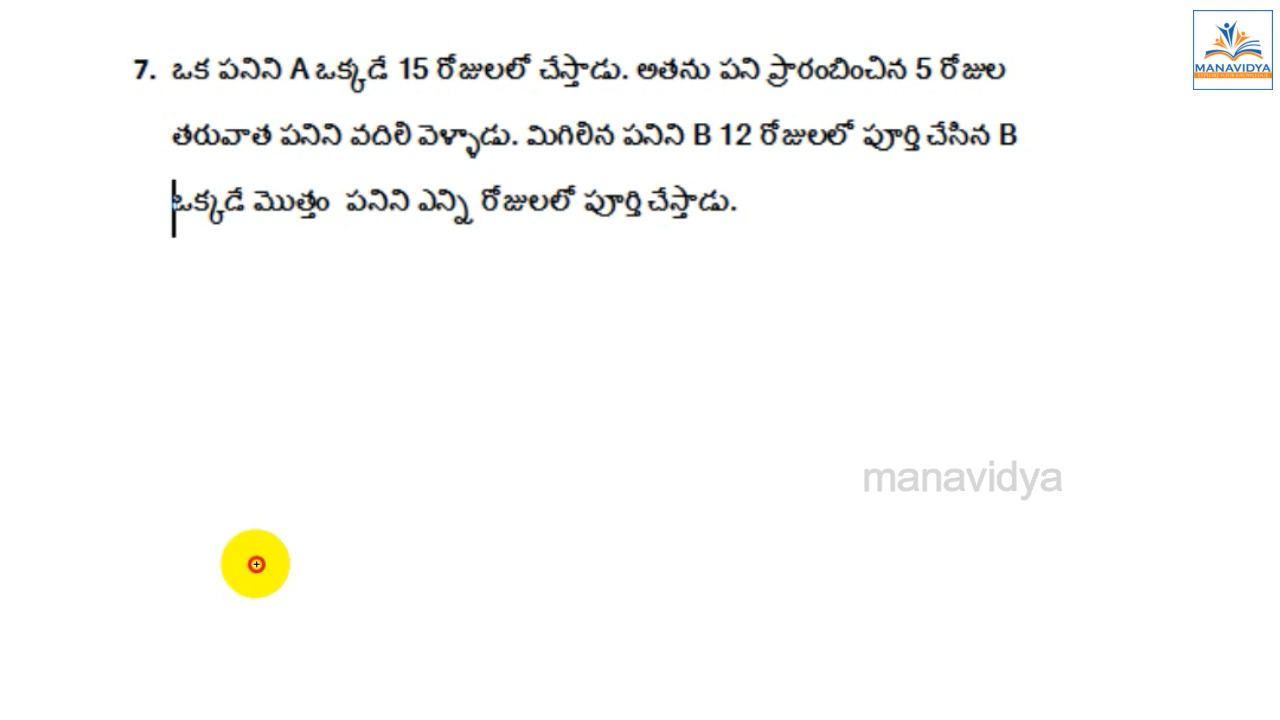 MANAVIDYA
7. ఒక పనిని A ఒక్కడే 15 రోజులలో చేస్తాడు. అతను పని ప్రారంబించిన 5 రోజుల
తరువాత పనిని వదిలి వెళ్ళాడు. మిగిలిన పనిని B 12 రోజులలో పూర్తి చేసిన B
ఒక్కడే మొత్తం పనిని ఎన్ని రోజులలో పూర్తి చేస్తాడు.
manavidya